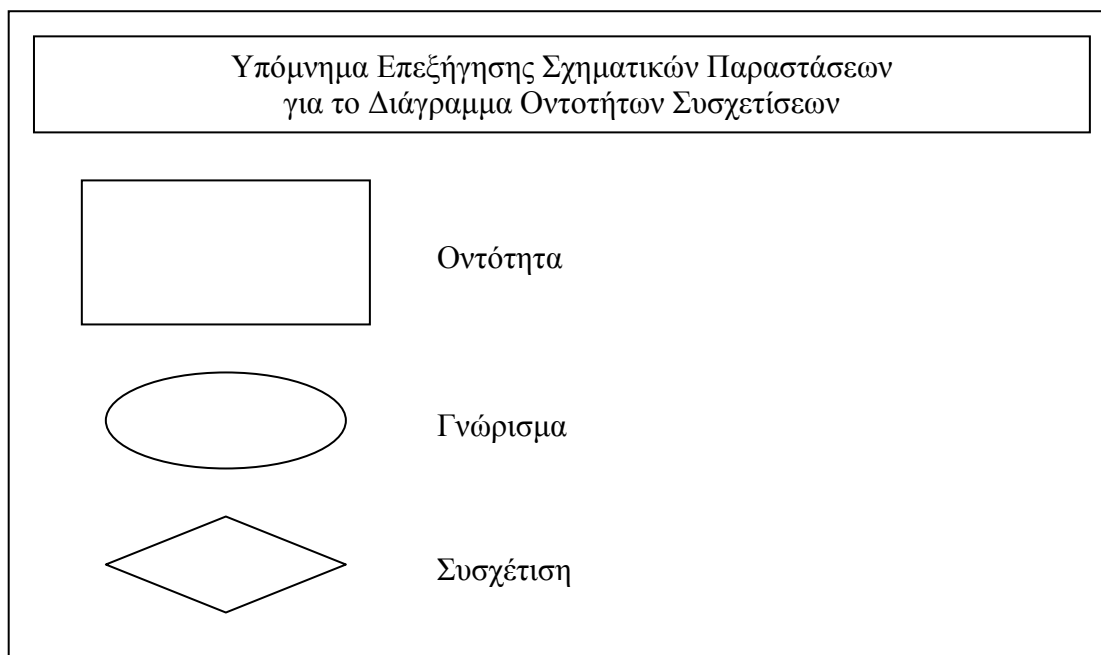 Υπόμνημα Επεξήγησης Σχηματικών Παραστάσεων
για το Διάγραμμα Οντοτήτων Συσχετίσεων
Οντότητα
Γνώρισμα
Συσχέτιση